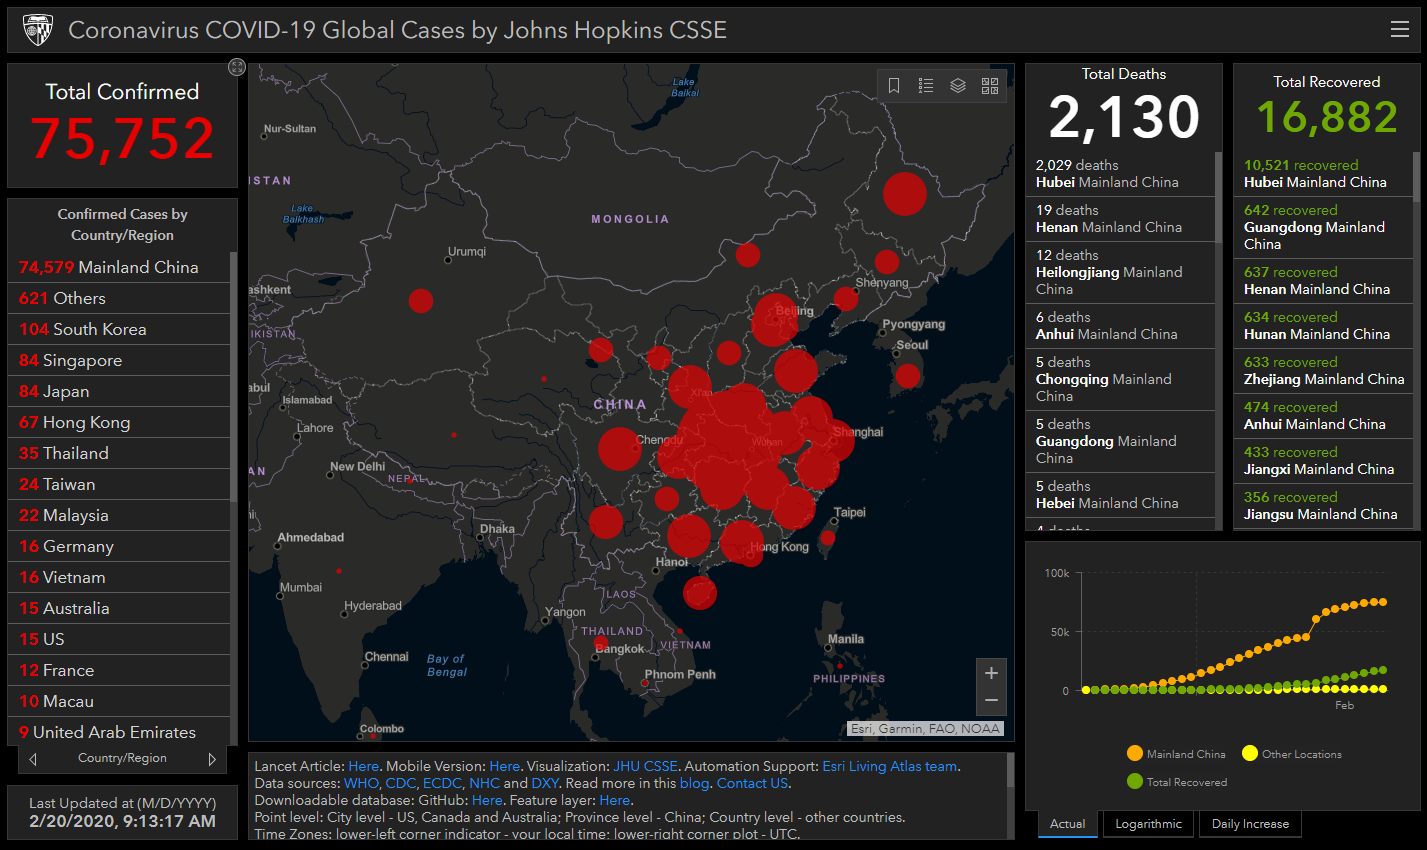 Coronavirus COVID-19 Global Cases by Johns Hopkins CSSE
Total Confirmed
75,752
Confirmed Cases by
Country/Region
74,579 Mainland China
621 Others
104 South Korea
84 Singapore
84 Japan
67 Hong Kong
35 Thailand
24 Taiwan
22 Malaysia
16 Germany
16 Vietnam
15 Australia
15 US
12 France
10 Macau
9 United Arab Emirates
Country/Region
Last Updated at (M/D/YYYY)
2/20/2020, 9:13:17 AM
Lake
Baikal
Nur-Sultan
ISTAN
Lake
Balkhash
MONGOLIA
Urumqi
ashkent
Shenyang
Beijing
IKISTAN
Pyongyang
Seoul
abul
Islamabad
CHINA
Xi'an
Lahore
Chengdu
Wuhan
Shanghai
AN
New Delhi
NEPAL
Taipei
Dhaka
Ahmedabad
Hong Kong
Hanoi
Mumbai
LAOS
Hyderabad
Yangon
THAILAND
VIETNAM
Manila
Bangkok
Chennai
Bay of
Bengal
Phnom Penh
PHILIPPINES
Colombo
+
−
Esri, Garmin, FAO, NOAA
Lancet Article: Here. Mobile Version: Here. Visualization: JHU CSSE. Automation Support: Esri Living Atlas team.
Data sources: WHO, CDC, ECDC, NHC and DXY. Read more in this blog. Contact US.
Downloadable database: GitHub: Here. Feature layer: Here.
Point level: City level - US, Canada and Australia; Province level - China; Country level - other countries.
Time Zones: lower-left corner indicator - your local time; lower-right corner plot - UTC.
Total Deaths
2,130
2,029 deaths
Hubei Mainland China
19 deaths
Henan Mainland China
12 deaths
Heilongjiang Mainland
China
6 deaths
Anhui Mainland China
5 deaths
Chongqing Mainland
China
5 deaths
Guangdong Mainland
China
5 deaths
Hebei Mainland China
4 deaths
Total Recovered
16,882
10,521 recovered
Hubei Mainland China
642 recovered
Guangdong Mainland
China
637 recovered
Henan Mainland China
634 recovered
Hunan Mainland China
633 recovered
Zhejiang Mainland China
474 recovered
Anhui Mainland China
433 recovered
Jiangxi Mainland China
356 recovered
Jiangsu Mainland China
100k
50k
0
Feb
Mainland China
Other Locations
Total Recovered
Actual
Logarithmic
Daily Increase